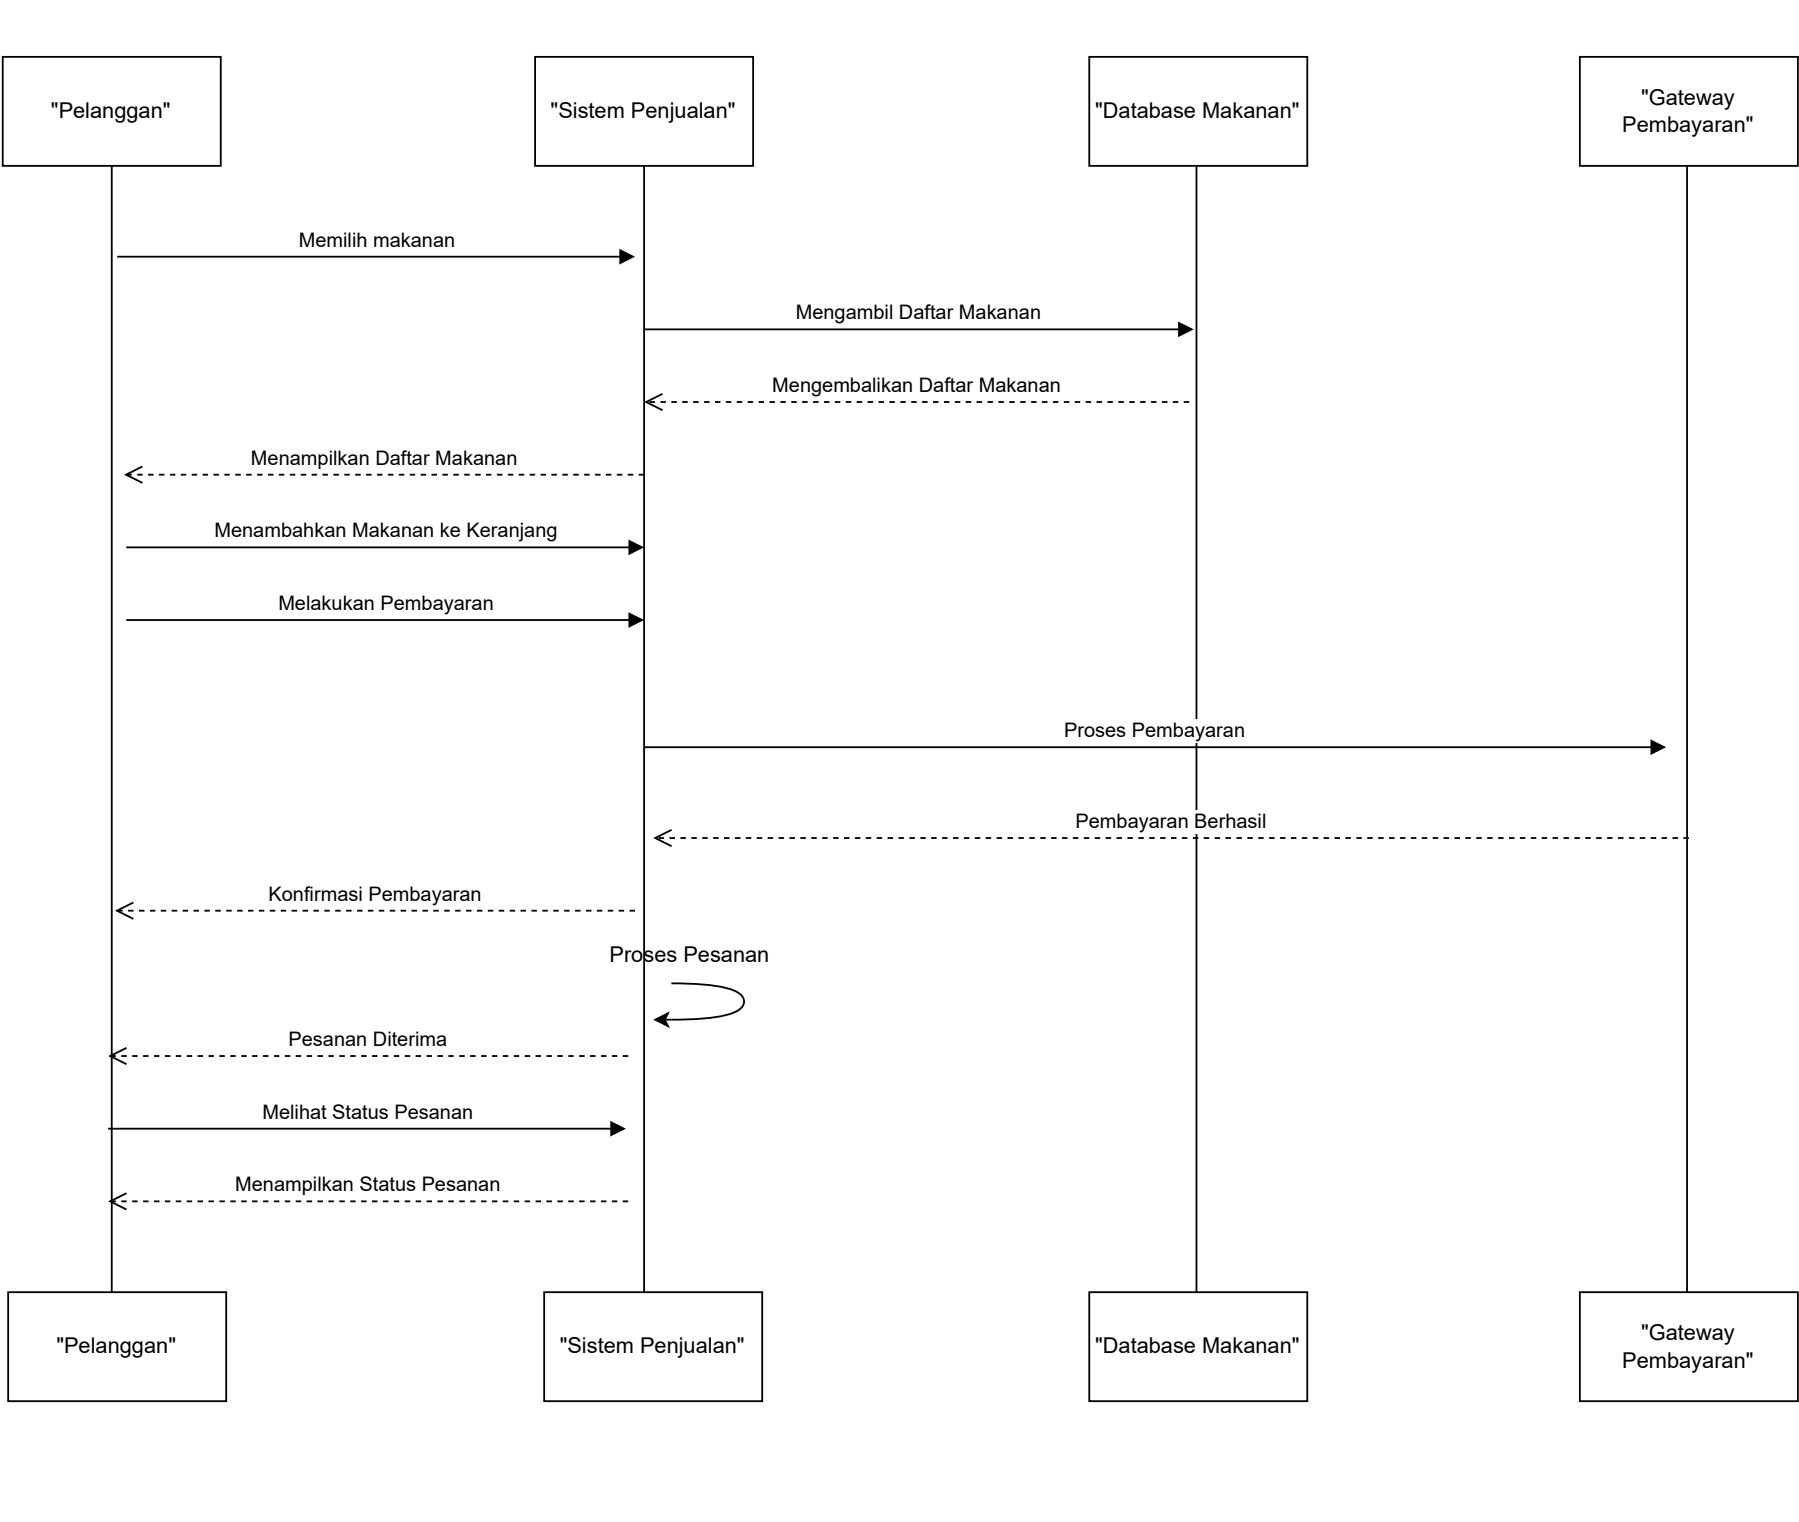 "Pelanggan"
"Sistem Penjualan"
"Database Makanan"
"Gateway
Pembayaran"
Memilih makanan
Mengambil Daftar Makanan
Mengembalikan Daftar Makanan
Menampilkan Daftar Makanan
Menambahkan Makanan ke Keranjang
Melakukan Pembayaran
Proses Pembayaran
Pembayaran Berhasil
Konfirmasi Pembayaran
Proses Pesanan
Pesanan Diterima
Melihat Status Pesanan
Menampilkan Status Pesanan
"Pelanggan"
"Sistem Penjualan"
"Database Makanan"
"Gateway
Pembayaran"